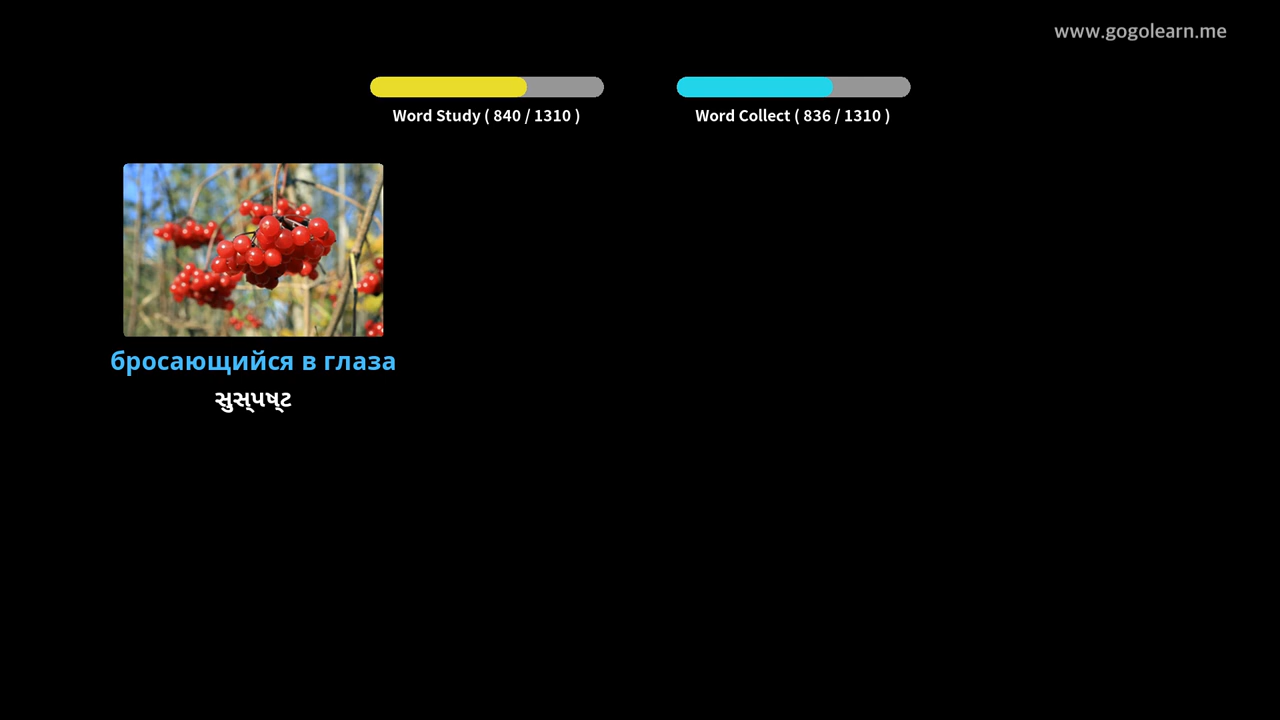 www.gogolearn.me
Word Study ( 840 / 1310 )
Word Collect ( 836 / 1310 )
бросающийся в глаза
સુસ્પષ્ટ